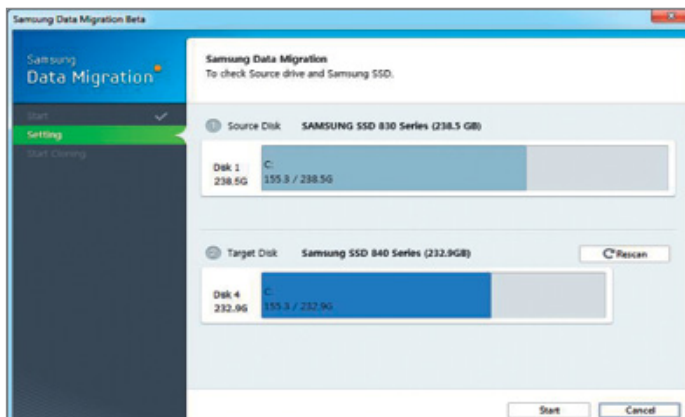 Samsung Data Migration Beta
Samsung
Data Migration
Start
Setting
Start Cloning
Samsung Data Migration
To check Source drive and Samsung SSD.
1 Source Disk SAMSUNG SSD 830 Series (238.5 GB)
Disk 1
238.5G
C:
155.3 / 238.5G
2 Target Disk Samsung SSD 840 Series (232.9GB)
Rescan
Disk 4
232.9G
C:
155.3 / 232.9G
Start Cancel